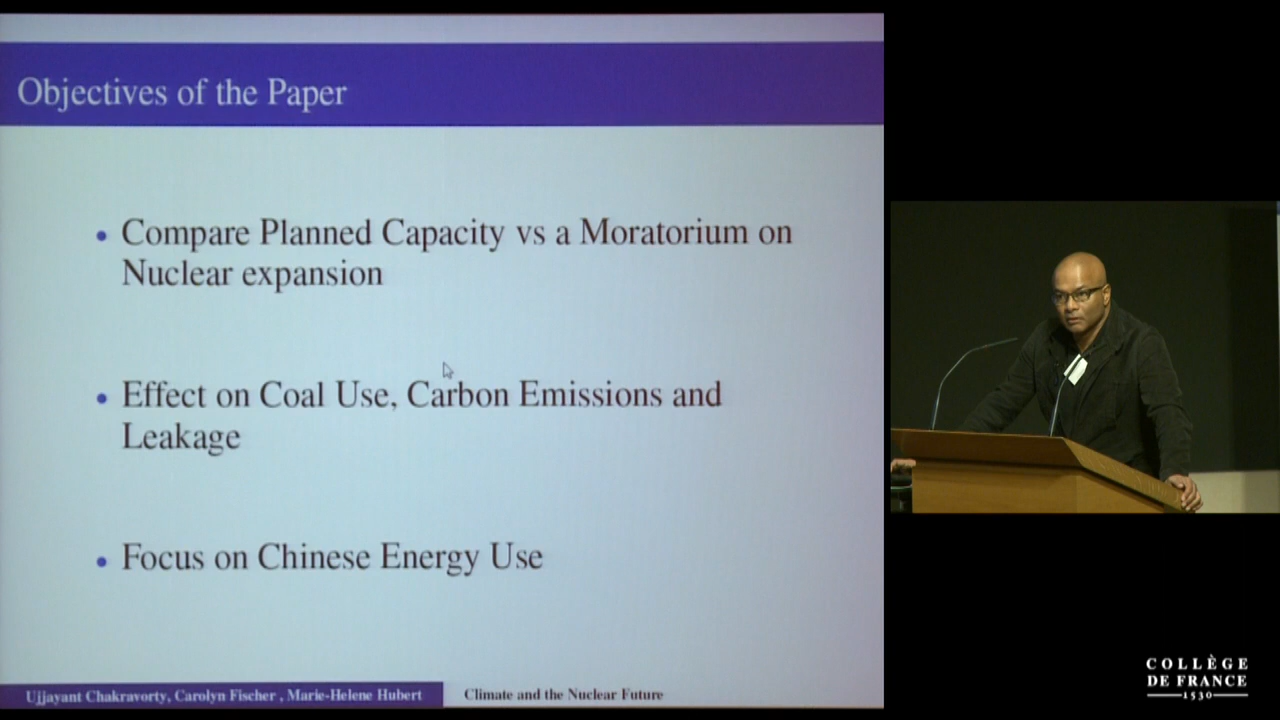 Objectives of the Paper
• Compare Planned Capacity vs a Moratorium on
Nuclear expansion
• Effect on Coal Use, Carbon Emissions and
Leakage
• Focus on Chinese Energy Use
Ujjayant Chakravorty, Carolyn Fischer , Marie-Helene Hubert
Climate and the Nuclear Future
COLLÈGE
DE FRANCE
1530